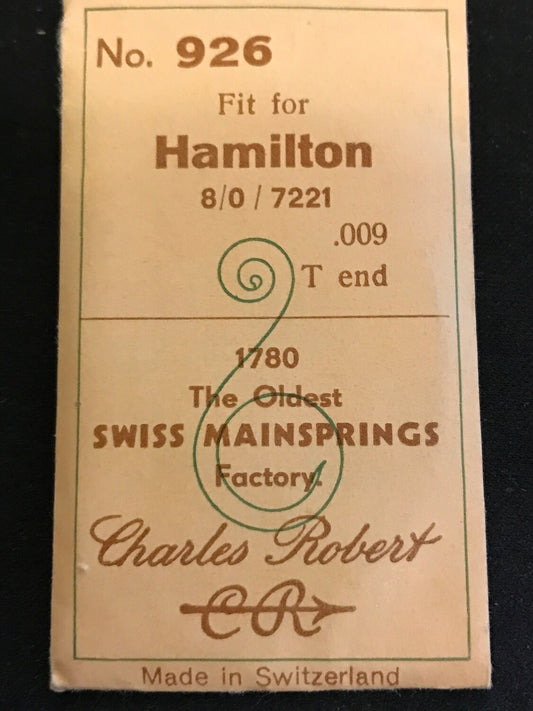 No. 926
Fit for
Hamilton
8/0 / 7221
.009
T end
1780
The Oldest
SWISS MAINSPRINGS
Factory.
Charles Robert
CR
Made in Switzerland